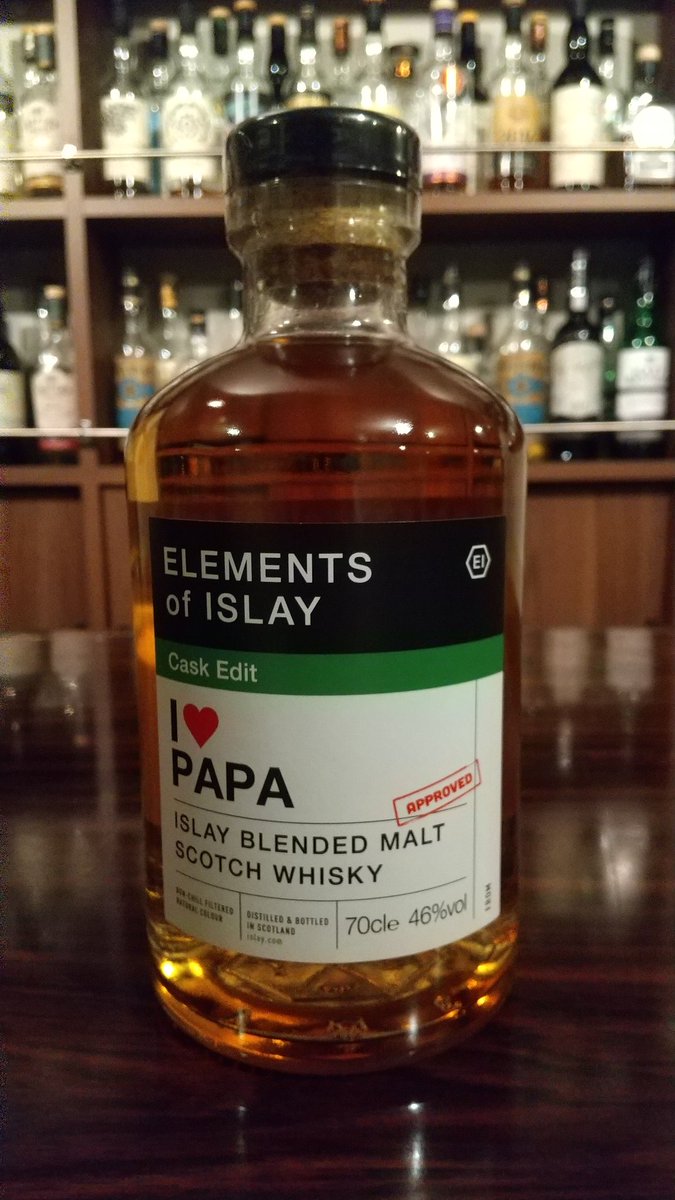 ELEMENTS
of ISLAY
EI
Cask Edit
I ♥
PAPA
APPROVED
ISLAY BLENDED MALT
SCOTCH WHISKY
NON-CHILL FILTERED
NATURAL COLOUR
DISTILLED & BOTTLED
IN SCOTLAND
islay.com
70cle 46%vol